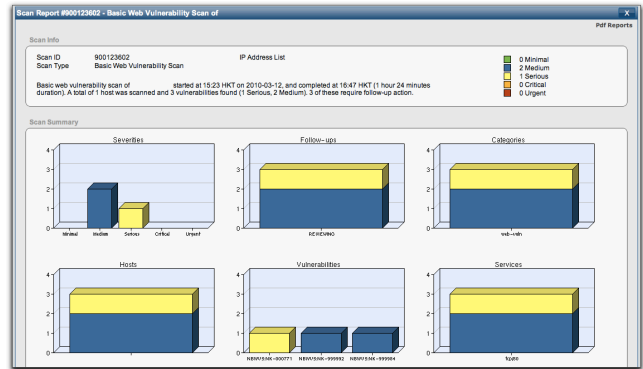 Scan Report #900123602 - Basic Web Vulnerability Scan of
X
Pdf Reports
Scan Info
Scan ID 900123602 IP Address List
Scan Type Basic Web Vulnerability Scan
0 Minimal
2 Medium
1 Serious
0 Critical
0 Urgent
Basic web vulnerability scan of started at 15:23 HKT on 2010-03-12, and completed at 16:47 HKT (1 hour 24 minutes
duration). A total of 1 host was scanned and 3 vulnerabilities found (1 Serious, 2 Medium). 3 of these require follow-up action.
Scan Summary
Severities
4
3
2
1
0
Minimal Medium Serious Critical Urgent
Follow-ups
4
3
2
1
0
Categories
4
3
2
1
0
web-vuln
Hosts
4
3
2
1
0
Vulnerabilities
4
3
2
1
0
Services
4
3
2
1
0
tcp/80